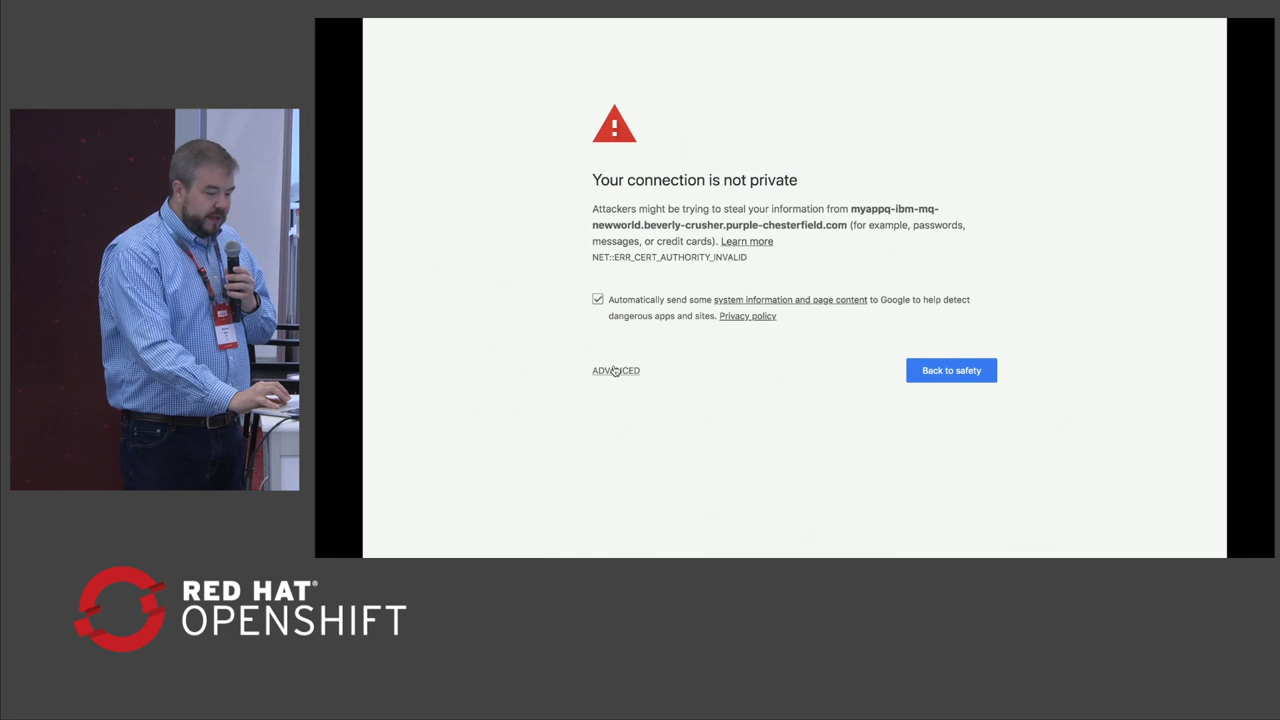 Your connection is not private
Attackers might be trying to steal your information from myappq-ibm-mq-
newworld.beverly-crusher.purple-chesterfield.com (for example, passwords,
messages, or credit cards). Learn more
NET::ERR_CERT_AUTHORITY_INVALID
Automatically send some system information and page content to Google to help detect
dangerous apps and sites. Privacy policy
ADVANCED
Back to safety
RED HAT®
OPENSHIFT